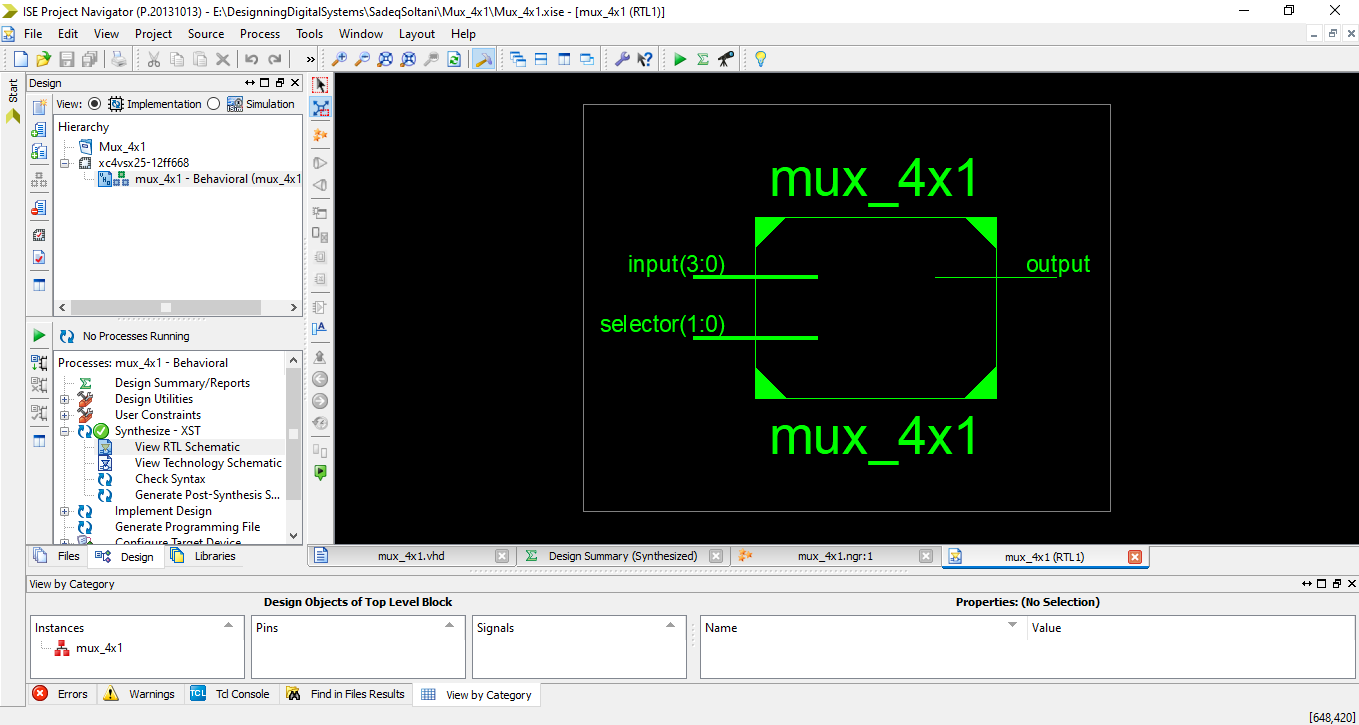 ISE Project Navigator (P.20131013) - E:\DesignningDigitalSystems\SadeqSoltani\Mux_4x1\Mux_4x1.xise - [mux_4x1 (RTL1)]
File Edit View Project Source Process Tools Window Layout Help
»
Start
Design
View: Implementation Simulation
Hierarchy
Mux_4x1
xc4vsx25-12ff668
mux_4x1 - Behavioral (mux_4x1
No Processes Running
Processes: mux_4x1 - Behavioral
Design Summary/Reports
Design Utilities
User Constraints
Synthesize - XST
View RTL Schematic
View Technology Schematic
Check Syntax
Generate Post-Synthesis S...
Implement Design
Generate Programming File
Configure Target Device
Files Design Libraries
mux_4x1
input(3:0)
output
selector(1:0)
mux_4x1
mux_4x1.vhd Design Summary (Synthesized) mux_4x1.ngr:1 mux_4x1 (RTL1)
View by Category
Design Objects of Top Level Block Properties: (No Selection)
Instances Pins Signals Name Value
mux_4x1
Errors Warnings TCL Tcl Console Find in Files Results View by Category
[648,420]